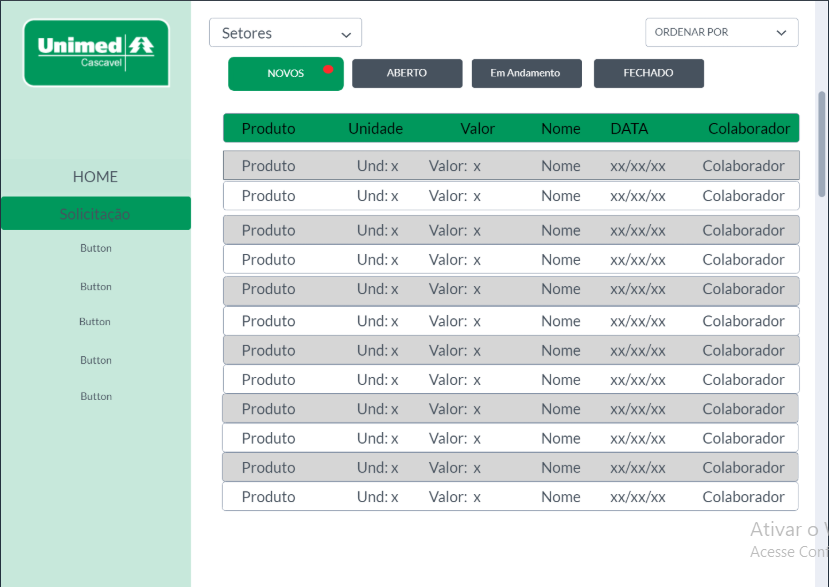 Unimed
Cascavel
Setores
ORDENAR POR
NOVOS ABERTO Em Andamento FECHADO
HOME
Solicitação
Button
Button
Button
Button
Button
Produto Unidade Valor Nome DATA Colaborador
Produto Und: x Valor: x Nome xx/xx/xx Colaborador
Produto Und: x Valor: x Nome xx/xx/xx Colaborador
Produto Und: x Valor: x Nome xx/xx/xx Colaborador
Produto Und: x Valor: x Nome xx/xx/xx Colaborador
Produto Und: x Valor: x Nome xx/xx/xx Colaborador
Produto Und: x Valor: x Nome xx/xx/xx Colaborador
Produto Und: x Valor: x Nome xx/xx/xx Colaborador
Produto Und: x Valor: x Nome xx/xx/xx Colaborador
Produto Und: x Valor: x Nome xx/xx/xx Colaborador
Produto Und: x Valor: x Nome xx/xx/xx Colaborador
Produto Und: x Valor: x Nome xx/xx/xx Colaborador
Produto Und: x Valor: x Nome xx/xx/xx Colaborador
Ativar o
Acesse